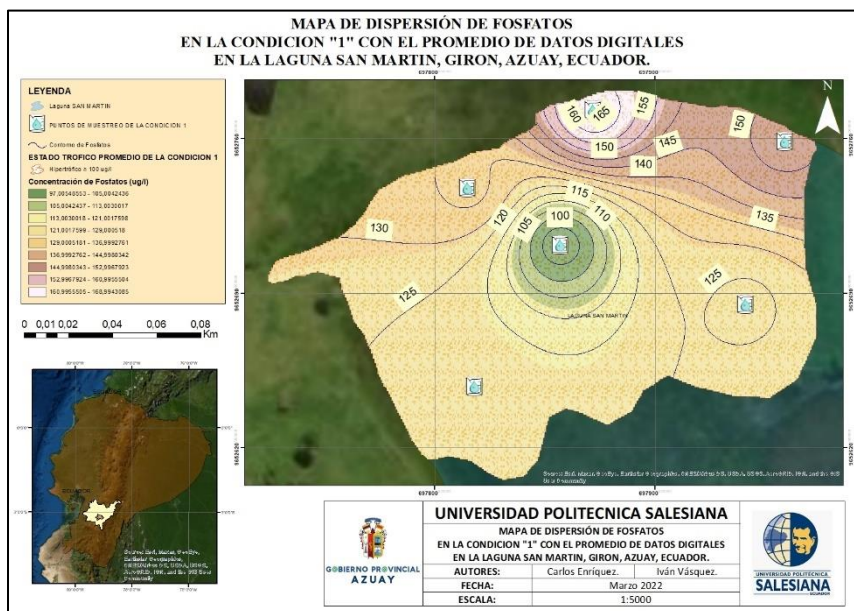 MAPA DE DISPERSIÓN DE FOSFATOS
EN LA CONDICION "1" CON EL PROMEDIO DE DATOS DIGITALES
EN LA LAGUNA SAN MARTIN, GIRON, AZUAY, ECUADOR.
LEYENDA
Laguna SAN MARTIN
PUNTOS DE MUESTREO DE LA CONDICION 1
Contorno de Fosfatos
ESTADO TROFICO PROMEDIO DE LA CONDICION 1
Hipertrófico > 100 ug/l
Concentración de Fosfatos (ug/l)
97,00548553 - 105,0042436
105,0042437 - 113,0030017
113,0030018 - 121,0017598
121,0017599 - 129,000518
129,0005181 - 136,9992761
136,9992762 - 144,9980342
144,9980343 - 152,9967923
152,9967924 - 160,9955504
160,9955505 - 168,9943085
0 0,01 0,02 0,04 0,06 0,08
Km
697800
697900
N
160
165
155
150
150
145
140
115
120
105
100
110
130
135
125
125
LAGUNA SAN MARTIN
697800
697900
UNIVERSIDAD POLITECNICA SALESIANA
MAPA DE DISPERSIÓN DE FOSFATOS
EN LA CONDICION "1" CON EL PROMEDIO DE DATOS DIGITALES
EN LA LAGUNA SAN MARTIN, GIRON, AZUAY, ECUADOR.
AUTORES: Carlos Enríquez. Iván Vásquez.
FECHA: Marzo 2022
ESCALA: 1:5000
GOBIERNO PROVINCIAL
AZUAY
UNIVERSIDAD POLITÉCNICA
SALESIANA
ECUADOR